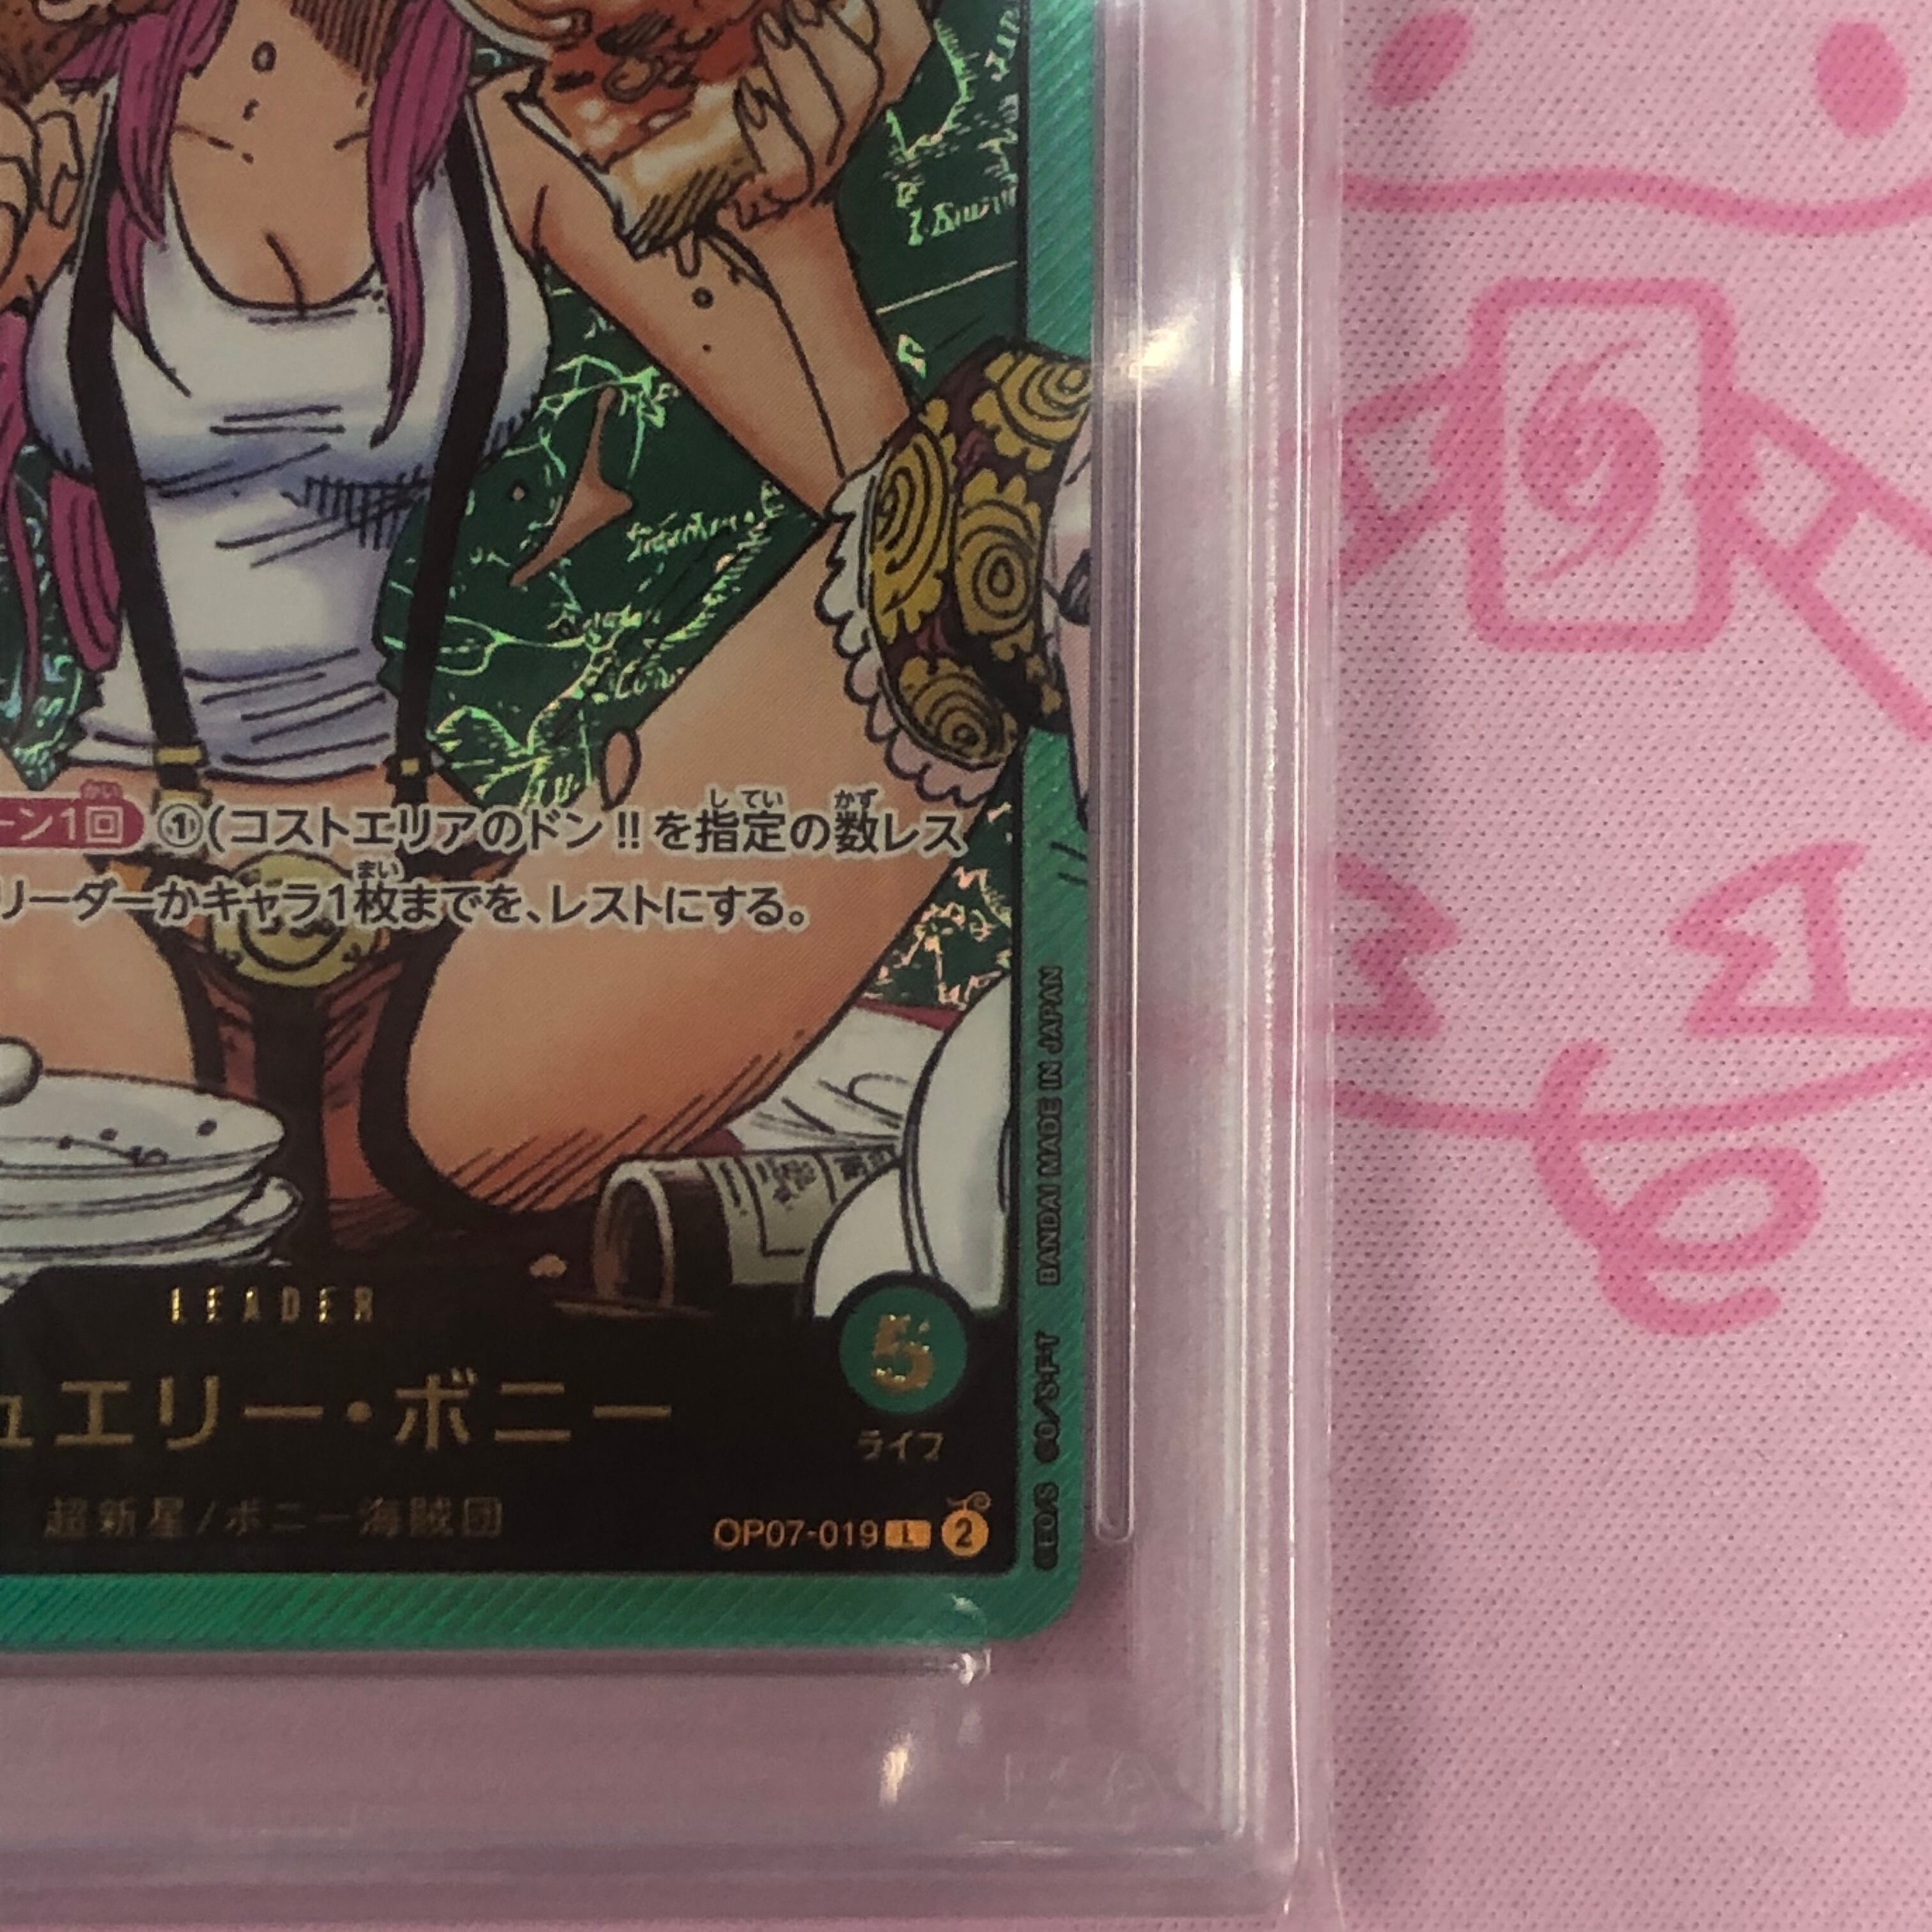 ーン1回 ①(コストエリアのドン!!を指定の数レス
リーダーかキャラ1枚までを、レストにする。
LEADER
5
ュエリー・ボニー
ライフ
超新星/ボニー海賊団
OP07-019 L 2
©EO/S ©O/S・F・T BANDAI MADE IN JAPAN